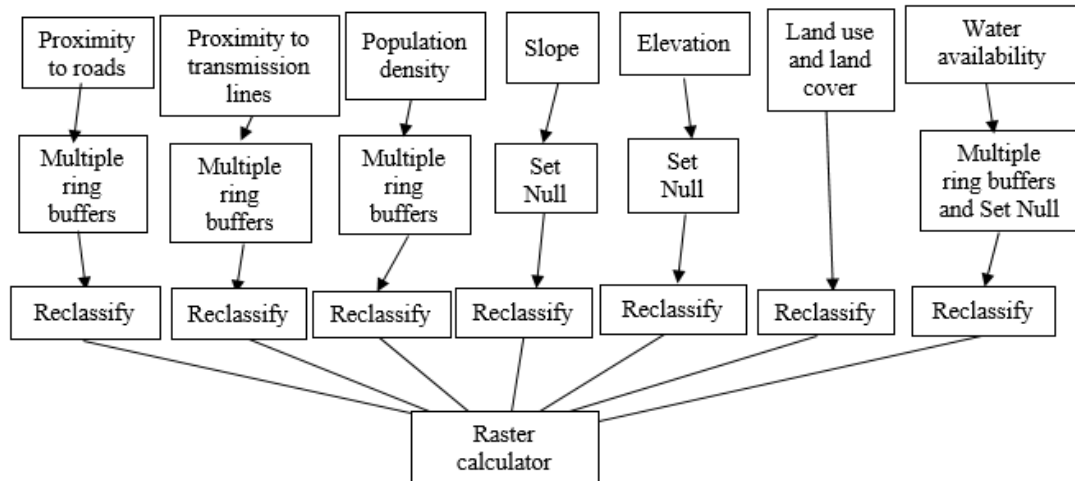 Proximity
to roads
Proximity to
transmission
lines
Population
density
Slope
Elevation
Land use
and land
cover
Water
availability
Multiple
ring
buffers
Multiple
ring
buffers
Multiple
ring
buffers
Set
Null
Set
Null
Multiple
ring buffers
and Set Null
Reclassify
Reclassify
Reclassify
Reclassify
Reclassify
Reclassify
Reclassify
Raster
calculator